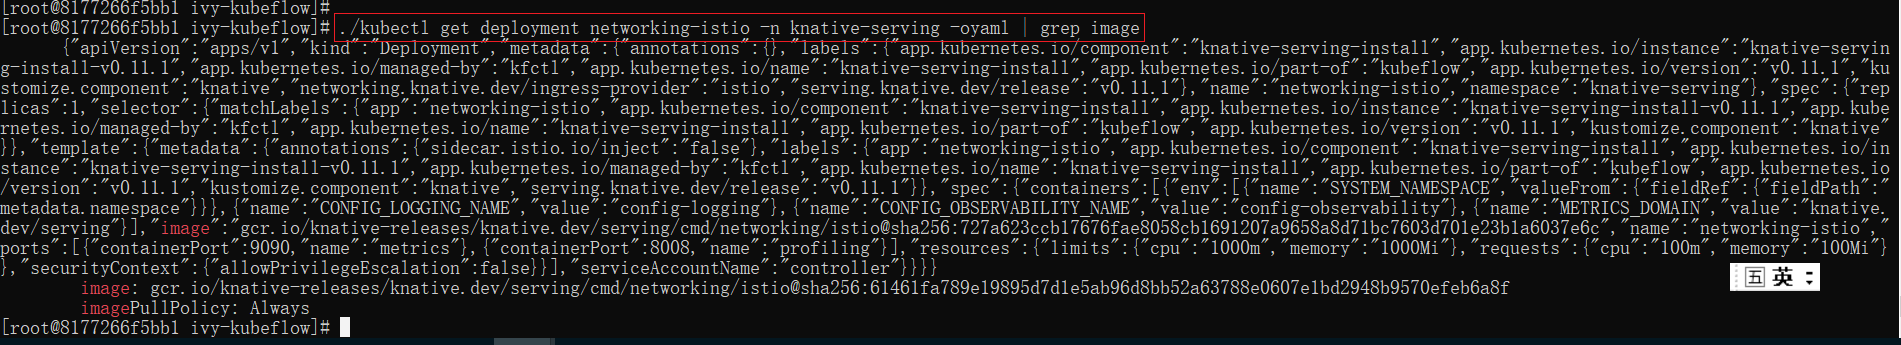 [root@8177266f5bb1 ivy-kubeflow]#
[root@8177266f5bb1 ivy-kubeflow]# ./kubectl get deployment networking-istio -n knative-serving -oyaml | grep image
{"apiVersion":"apps/v1","kind":"Deployment","metadata":{"annotations":{},"labels":{"app.kubernetes.io/component":"knative-serving-install","app.kubernetes.io/instance":"knative-servin
g-install-v0.11.1","app.kubernetes.io/managed-by":"kfctl","app.kubernetes.io/name":"knative-serving-install","app.kubernetes.io/part-of":"kubeflow","app.kubernetes.io/version":"v0.11.1","ku
stomize.component":"knative","networking.knative.dev/ingress-provider":"istio","serving.knative.dev/release":"v0.11.1"},"name":"networking-istio","namespace":"knative-serving"},"spec":{"rep
licas":1,"selector":{"matchLabels":{"app":"networking-istio","app.kubernetes.io/component":"knative-serving-install","app.kubernetes.io/instance":"knative-serving-install-v0.11.1","app.kube
rnetes.io/managed-by":"kfctl","app.kubernetes.io/name":"knative-serving-install","app.kubernetes.io/part-of":"kubeflow","app.kubernetes.io/version":"v0.11.1","kustomize.component":"knative"
}},"template":{"metadata":{"annotations":{"sidecar.istio.io/inject":"false"},"labels":{"app":"networking-istio","app.kubernetes.io/component":"knative-serving-install","app.kubernetes.io/in
stance":"knative-serving-install-v0.11.1","app.kubernetes.io/managed-by":"kfctl","app.kubernetes.io/name":"knative-serving-install","app.kubernetes.io/part-of":"kubeflow","app.kubernetes.io
/version":"v0.11.1","kustomize.component":"knative","serving.knative.dev/release":"v0.11.1"}},"spec":{"containers":[{"env":[{"name":"SYSTEM_NAMESPACE","valueFrom":{"fieldRef":{"fieldPath":"
metadata.namespace"}}},{"name":"CONFIG_LOGGING_NAME","value":"config-logging"},{"name":"CONFIG_OBSERVABILITY_NAME","value":"config-observability"},{"name":"METRICS_DOMAIN","value":"knative.
dev/serving"}],"image":"gcr.io/knative-releases/knative.dev/serving/cmd/networking/istio@sha256:727a623ccb17676fae8058cb1691207a9658a8d71bc7603d701e23b1a6037e6c","name":"networking-istio","
ports":[{"containerPort":9090,"name":"metrics"},{"containerPort":8008,"name":"profiling"}],"resources":{"limits":{"cpu":"1000m","memory":"1000Mi"},"requests":{"cpu":"100m","memory":"100Mi"}
},"securityContext":{"allowPrivilegeEscalation":false}}],"serviceAccountName":"controller"}}}}
image: gcr.io/knative-releases/knative.dev/serving/cmd/networking/istio@sha256:61461fa789e19895d7d1e5ab96d8bb52a63788e0607e1bd2948b9570efeb6a8f
imagePullPolicy: Always
[root@8177266f5bb1 ivy-kubeflow]#
五 英 :